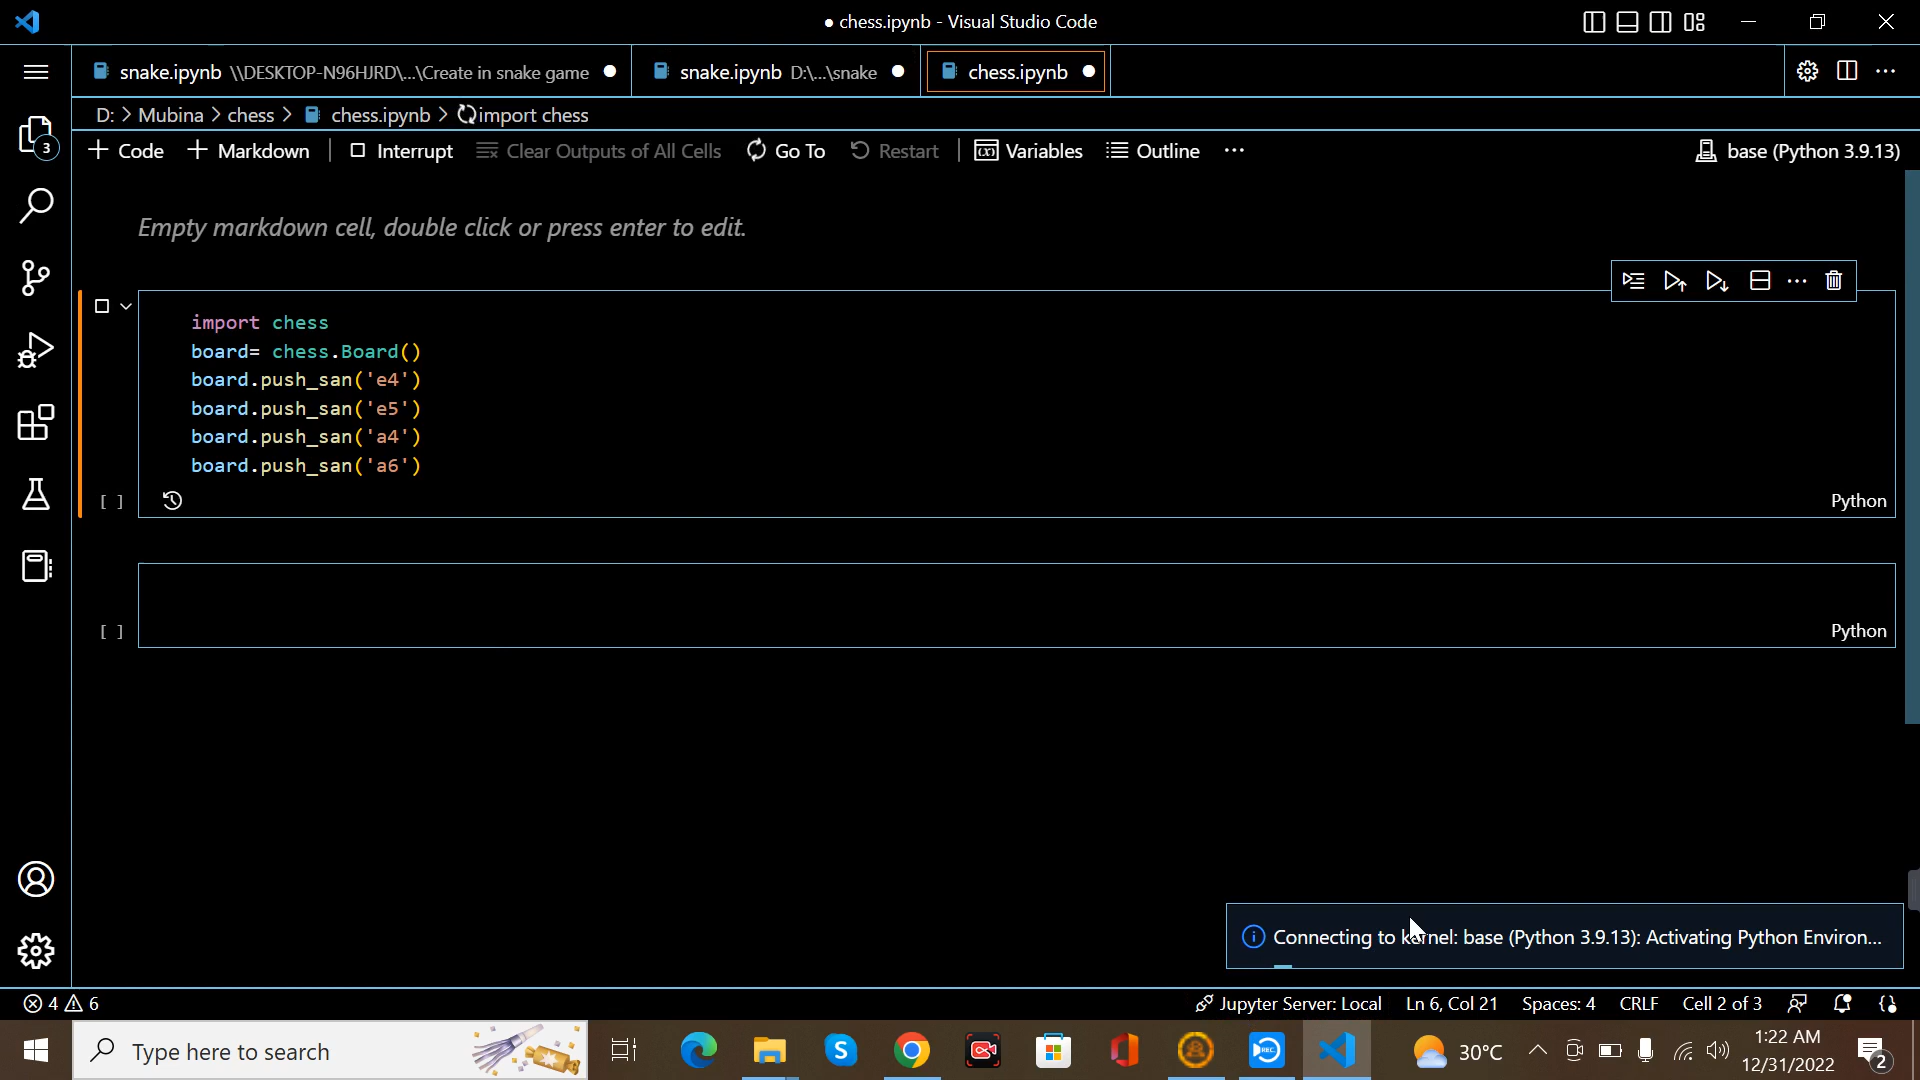 ● chess.ipynb - Visual Studio Code
snake.ipynb \\DESKTOP-N96HJRD\...\Create in snake game ●
snake.ipynb D:\...\snake ●
chess.ipynb ●
D: > Mubina > chess > chess.ipynb > import chess
+ Code + Markdown | Interrupt Clear Outputs of All Cells Go To Restart | Variables Outline ...
base (Python 3.9.13)
3
Empty markdown cell, double click or press enter to edit.
import chess
board= chess.Board()
board.push_san('e4')
board.push_san('e5')
board.push_san('a4')
board.push_san('a6')
[ ]
Python
[ ]
Python
Connecting to kernel: base (Python 3.9.13): Activating Python Environ...
4 6
Jupyter Server: Local Ln 6, Col 21 Spaces: 4 CRLF Cell 2 of 3
Type here to search
REC
30°C
1:22 AM
12/31/2022
2